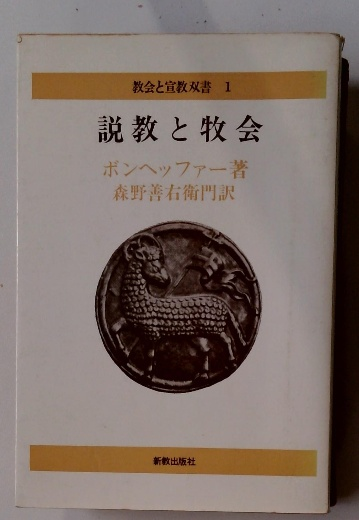 教会と宣教双書 1
説教と牧会
ボンヘッファー著
森野善右衛門訳
新教出版社